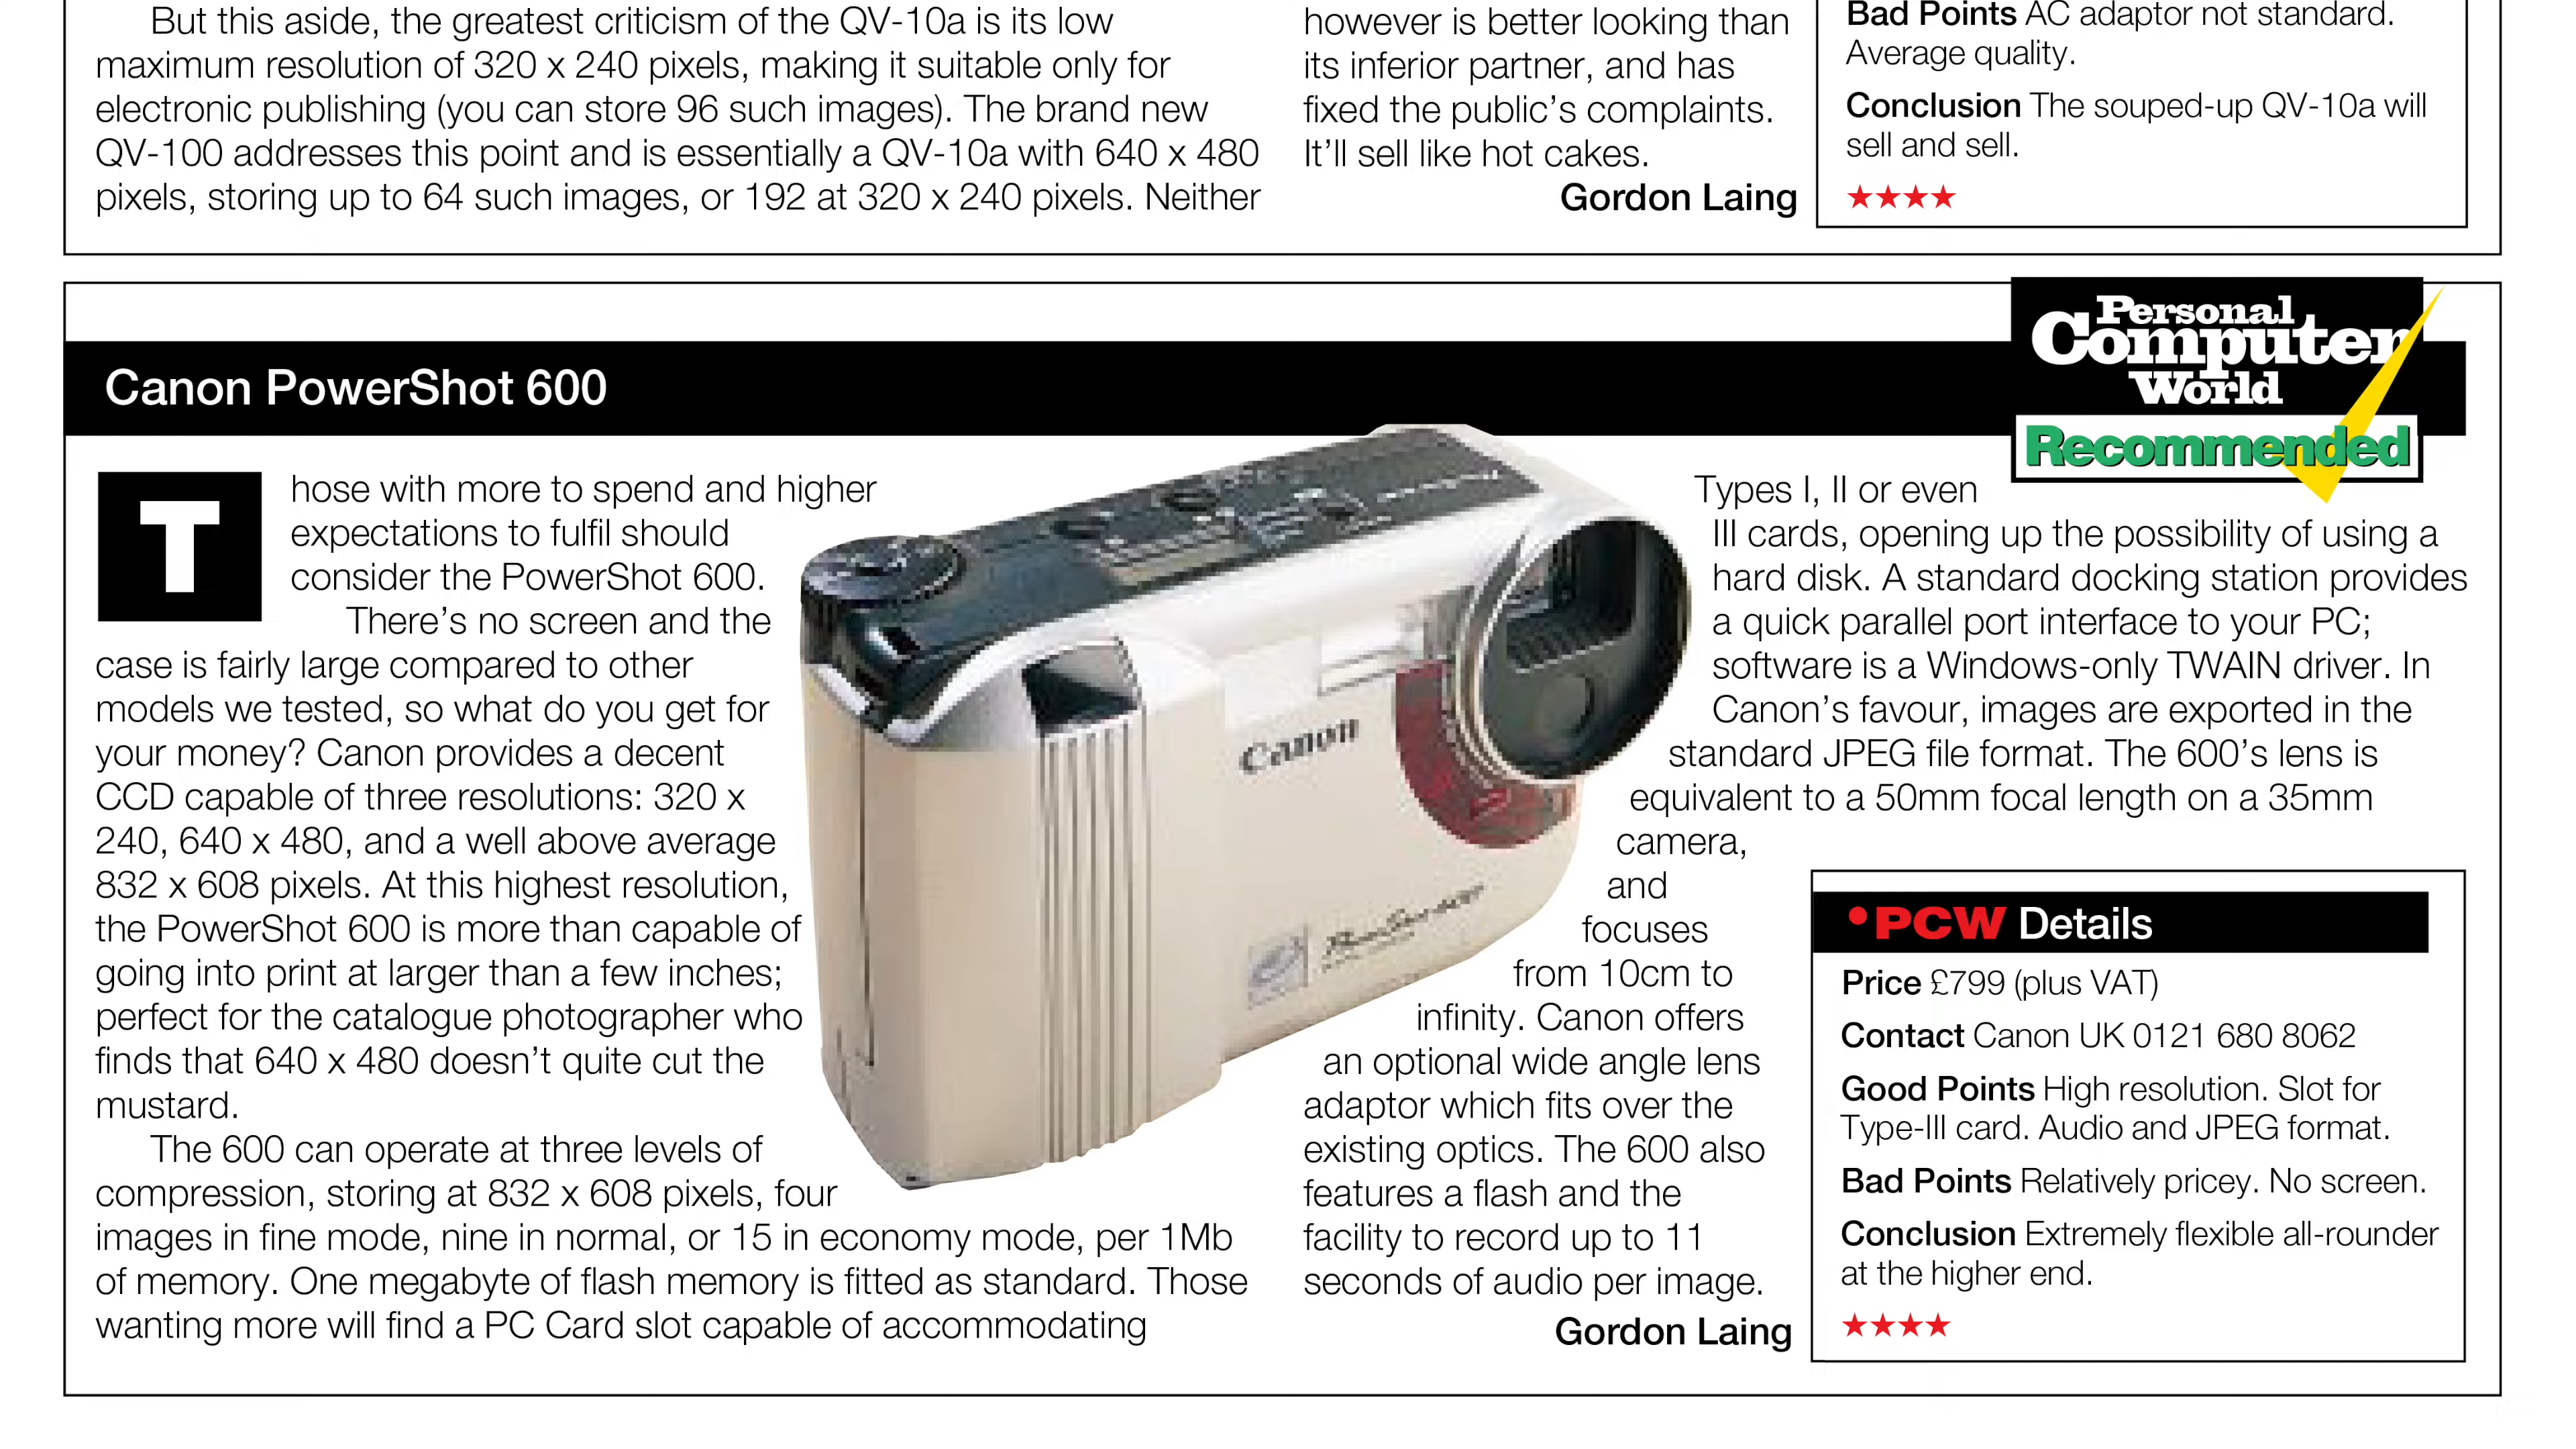 But this aside, the greatest criticism of the QV-10a is its low
maximum resolution of 320 x 240 pixels, making it suitable only for
electronic publishing (you can store 96 such images). The brand new
QV-100 addresses this point and is essentially a QV-10a with 640 x 480
pixels, storing up to 64 such images, or 192 at 320 x 240 pixels. Neither
however is better looking than
its inferior partner, and has
fixed the public's complaints.
It'll sell like hot cakes.
Gordon Laing
Bad Points AC adaptor not standard.
Average quality.
Conclusion The souped-up QV-10a will
sell and sell.
★★★★
Canon PowerShot 600
Personal
Computer
World
Recommended
Those with more to spend and higher
expectations to fulfil should
consider the PowerShot 600.
There's no screen and the
case is fairly large compared to other
models we tested, so what do you get for
your money? Canon provides a decent
CCD capable of three resolutions: 320 x
240, 640 x 480, and a well above average
832 x 608 pixels. At this highest resolution,
the PowerShot 600 is more than capable of
going into print at larger than a few inches;
perfect for the catalogue photographer who
finds that 640 x 480 doesn't quite cut the
mustard.
The 600 can operate at three levels of
compression, storing at 832 x 608 pixels, four
images in fine mode, nine in normal, or 15 in economy mode, per 1Mb
of memory. One megabyte of flash memory is fitted as standard. Those
wanting more will find a PC Card slot capable of accommodating
Canon
Types I, II or even
III cards, opening up the possibility of using a
hard disk. A standard docking station provides
a quick parallel port interface to your PC;
software is a Windows-only TWAIN driver. In
Canon's favour, images are exported in the
standard JPEG file format. The 600's lens is
equivalent to a 50mm focal length on a 35mm
camera,
and
focuses
from 10cm to
infinity. Canon offers
an optional wide angle lens
adaptor which fits over the
existing optics. The 600 also
features a flash and the
facility to record up to 11
seconds of audio per image.
Gordon Laing
•PCW Details
Price £799 (plus VAT)
Contact Canon UK 0121 680 8062
Good Points High resolution. Slot for
Type-III card. Audio and JPEG format.
Bad Points Relatively pricey. No screen.
Conclusion Extremely flexible all-rounder
at the higher end.
★★★★